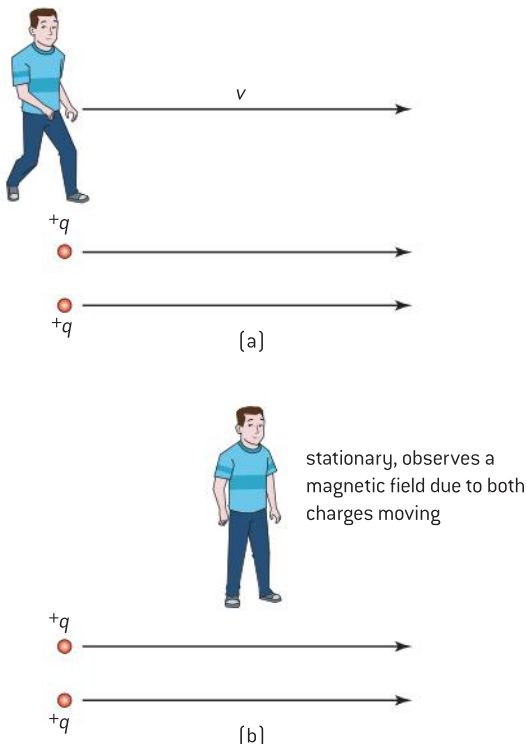 v
+q
+q
(a)
stationary, observes a
magnetic field due to both
charges moving
+q
+q
(b)